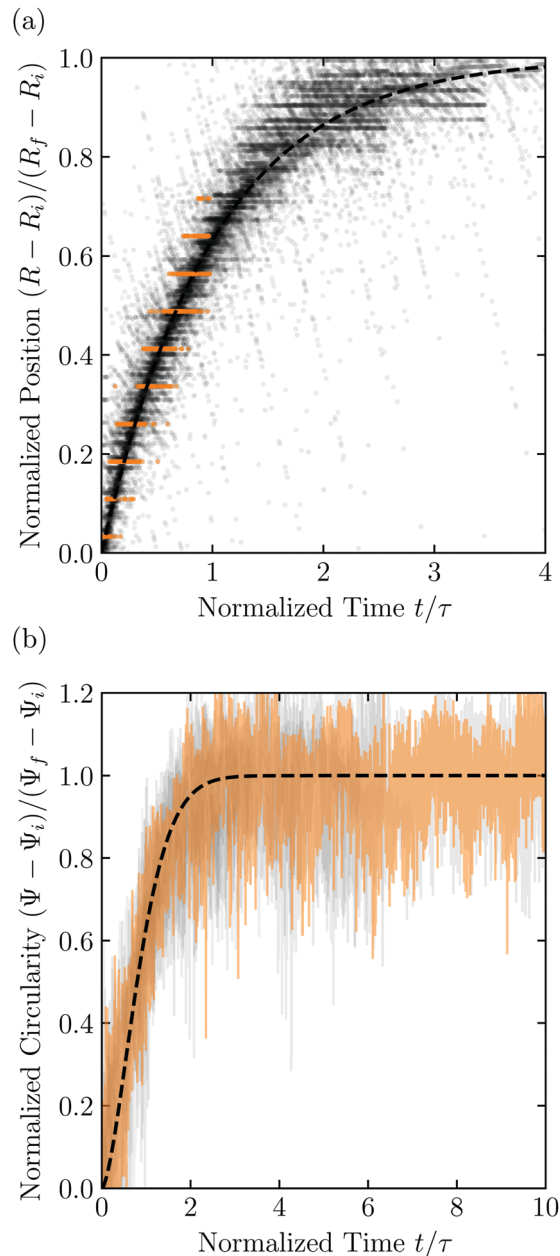 (a)
Normalized Position (R − R_i)/(R_f − R_i)
1.0
0.8
0.6
0.4
0.2
0.0
0 1 2 3 4
Normalized Time t/τ
(b)
Normalized Circularity (Ψ − Ψ_i)/(Ψ_f − Ψ_i)
1.2
1.0
0.8
0.6
0.4
0.2
0.0
0 2 4 6 8 10
Normalized Time t/τ